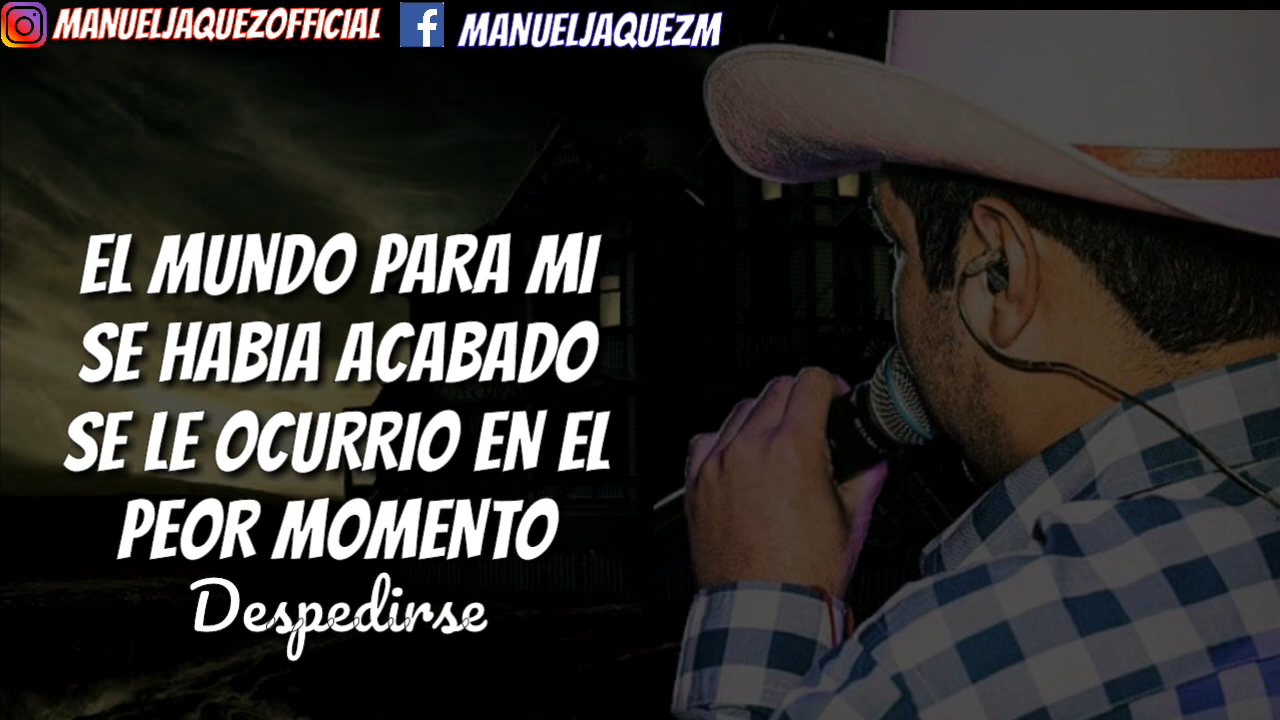 MANUELJAQUEZOFFICIAL
MANUELJAQUEZM
EL MUNDO PARA MI
SE HABIA ACABADO
SE LE OCURRIO EN EL
PEOR MOMENTO
Despedirse